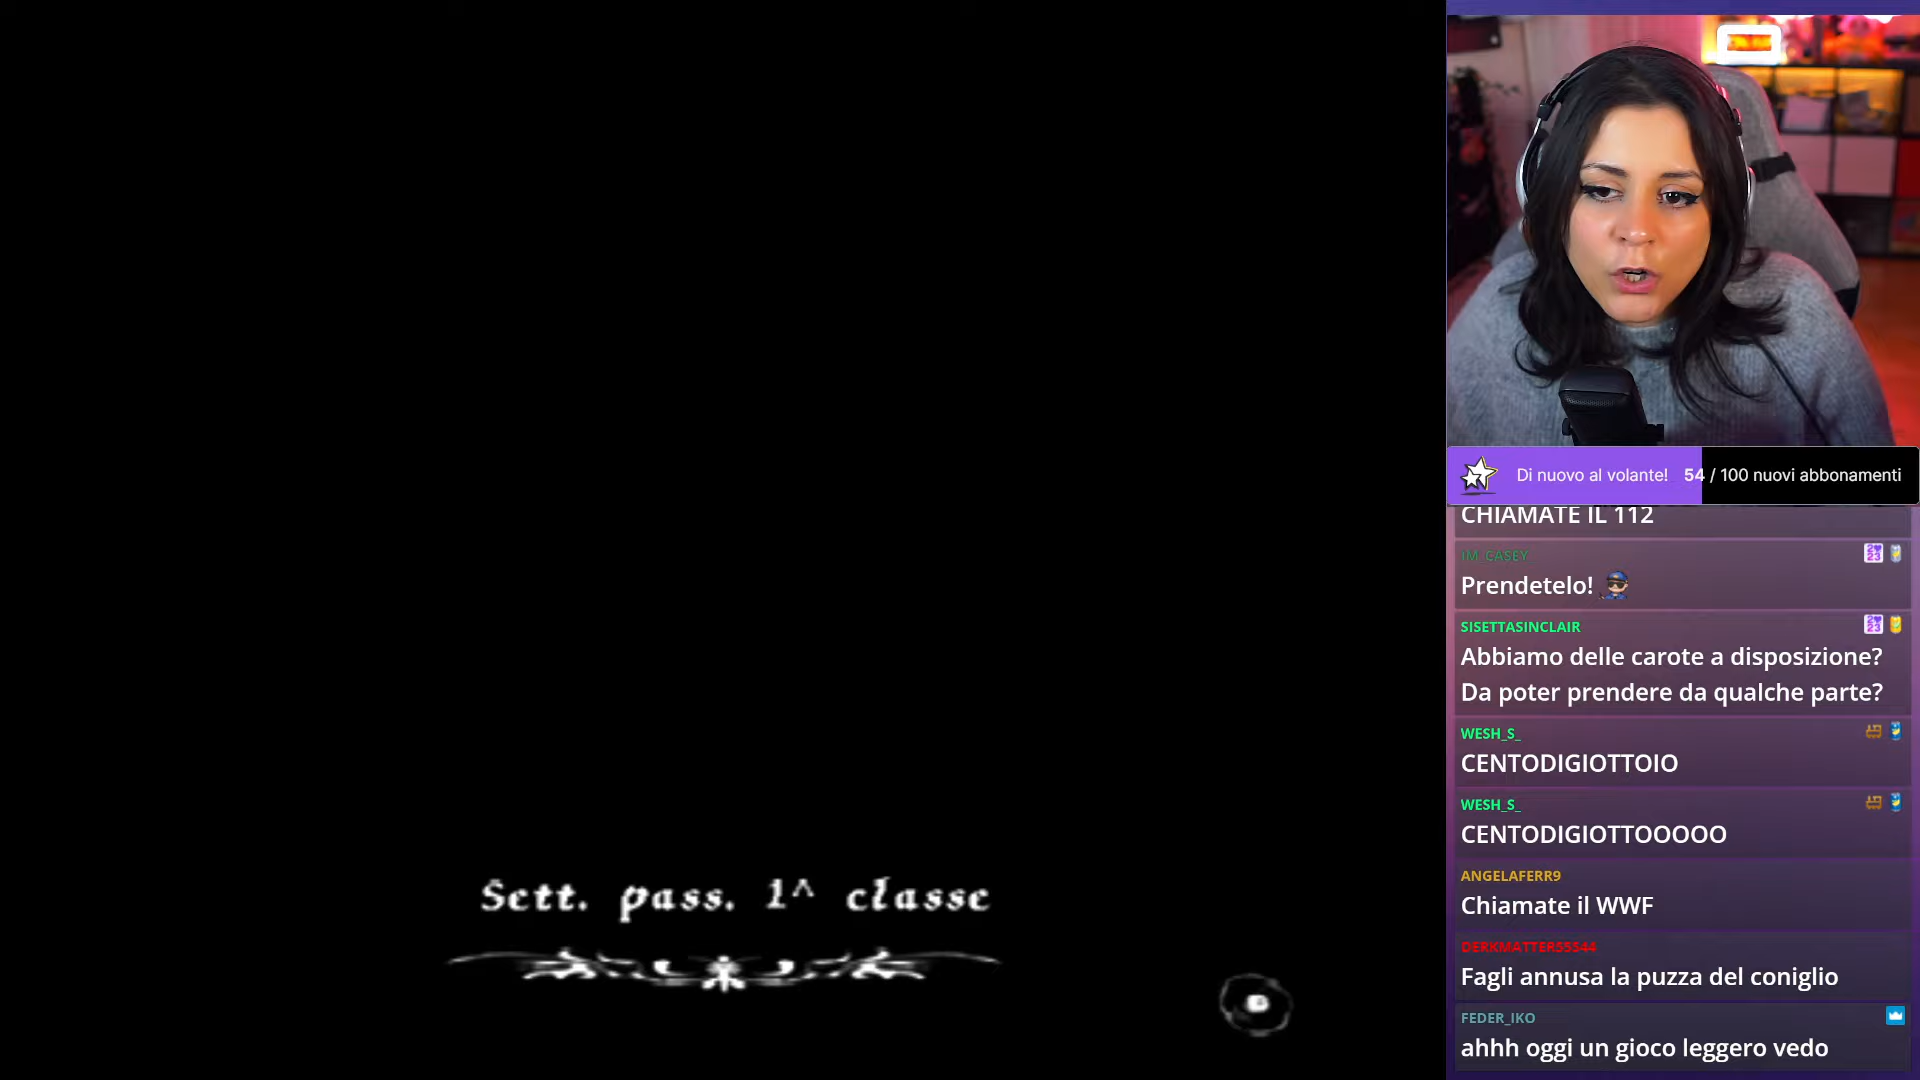 Sett. pass. 1^ classe
Di nuovo al volante! 54 / 100 nuovi abbonamenti
CHIAMATE IL 112
IM_CASEY
Prendetelo!
SISETTASINCLAIR
Abbiamo delle carote a disposizione?
Da poter prendere da qualche parte?
WESH_S_
CENTODIGIOTTOIO
WESH_S_
CENTODIGIOTTOOOOO
ANGELAFERR9
Chiamate il WWF
DERKMATTER55544
Fagli annusa la puzza del coniglio
FEDER_IKO
ahhh oggi un gioco leggero vedo